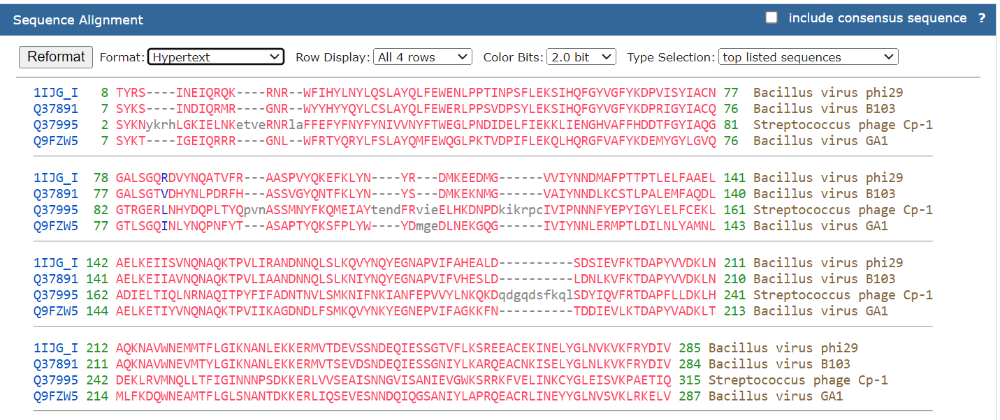 Sequence Alignment include consensus sequence ?
Reformat Format: Hypertext Row Display: All 4 rows Color Bits: 2.0 bit Type Selection: top listed sequences
1IJG_I 8 TYRS----INEIQRQK----RNR--WFIHYLNYLQSLAYQLFEWENLPPTINPSFLEKSIHQFGYVGFYKDPVISYIACN 77 Bacillus virus phi29
Q37891 7 SYKS----INDIQRMR----GNR--WYYHYYQYLCSLAYQLFEWERLPPSVDPSYLEKSIHQFGYVGFYKDPRIGYIACQ 76 Bacillus virus B103
Q37995 2 SYKNykrhLGKIELNKetveRNRlaFFEFYFNYFYNIVVNYFTWEGLPNDIDELFIEKKLIENGHVAFFHDDTFGYIAQG 81 Streptococcus phage Cp-1
Q9FZW5 7 SYKT----IGEIQRRR----GNL--WFRTYQRYLFSLAYQMFEWQGLPKTVDPIFLEKQLHQRGFVAFYKDEMYGYLGVQ 76 Bacillus virus GA1
1IJG_I 78 GALSGQRDVYNQATVFR---AASPVYQKEFKLYN----YR---DMKEEDMG------VVIYNNDMAFPTTPTLELFAAEL 141 Bacillus virus phi29
Q37891 77 GALSGTVDHYNLPDRFH---ASSVGYQNTFKLYN----YS---DMKEKNMG------VAIYNNDLKCSTLPALEMFAQDL 140 Bacillus virus B103
Q37995 82 GTRGERLNHYDQPLTYQpvnASSMNYFKQMEIAYtendFRvieELHKDNPDkikrpcIVIPNNNFYEPYIGYLELFCEKL 161 Streptococcus phage Cp-1
Q9FZW5 77 GTLSGQINLYNQPNFYT---ASAPTYQKSFPLYW----YDmgeDLNEKGQG------IVIYNNLERMPTLDILNLYAMNL 143 Bacillus virus GA1
1IJG_I 142 AELKEIISVNQNAQKTPVLIRANDNNQLSLKQVYNQYEGNAPVIFAHEALD----------SDSIEVFKTDAPYVVDKLN 211 Bacillus virus phi29
Q37891 141 AELKEIIAVNQNAQKTPVLIAANDNNQLSLKNIYNQYEGNAPVIFVHESLD----------LDNLKVFKTDAPYVVDKLN 210 Bacillus virus B103
Q37995 162 ADIELTIQLNRNAQITPYFIFADNTNVLSMKNIFNKIANFEPVVYLNKQKDqdgqdsfkqlSDYIQVFRTDAPFLLDKLH 241 Streptococcus phage Cp-1
Q9FZW5 144 AELKETIYVNQNAQKTPVIIKAGDNDLFSMKQVYNKYEGNEPVIFAGKKFN----------TDDIEVLKTDAPYVADKLT 213 Bacillus virus GA1
1IJG_I 212 AQKNAVWNEMMTFLGIKNANLEKKERMVTDEVSSNDEQIESSGTVFLKSREEACEKINELYGLNVKVKFRYDIV 285 Bacillus virus phi29
Q37891 211 AQKNAVWNEVMTYLGIKNANLEKKERMVTSEVDSNDEQIESSGNIYLKARQEACNKISELYGLNLKVKFRYDIV 284 Bacillus virus B103
Q37995 242 DEKLRVMNQLLTFIGINNNPSDKKERLVVSEAISNNGVISANIEVGWKSRRKFVELINKCYGLEISVKPAETIQ 315 Streptococcus phage Cp-1
Q9FZW5 214 MLFKDQWNEAMTFLGLSNANTDKKERLIQSEVESNNDQIQGSANIYLAPRQEACRLINEYYGLNVSVKLRKELV 287 Bacillus virus GA1